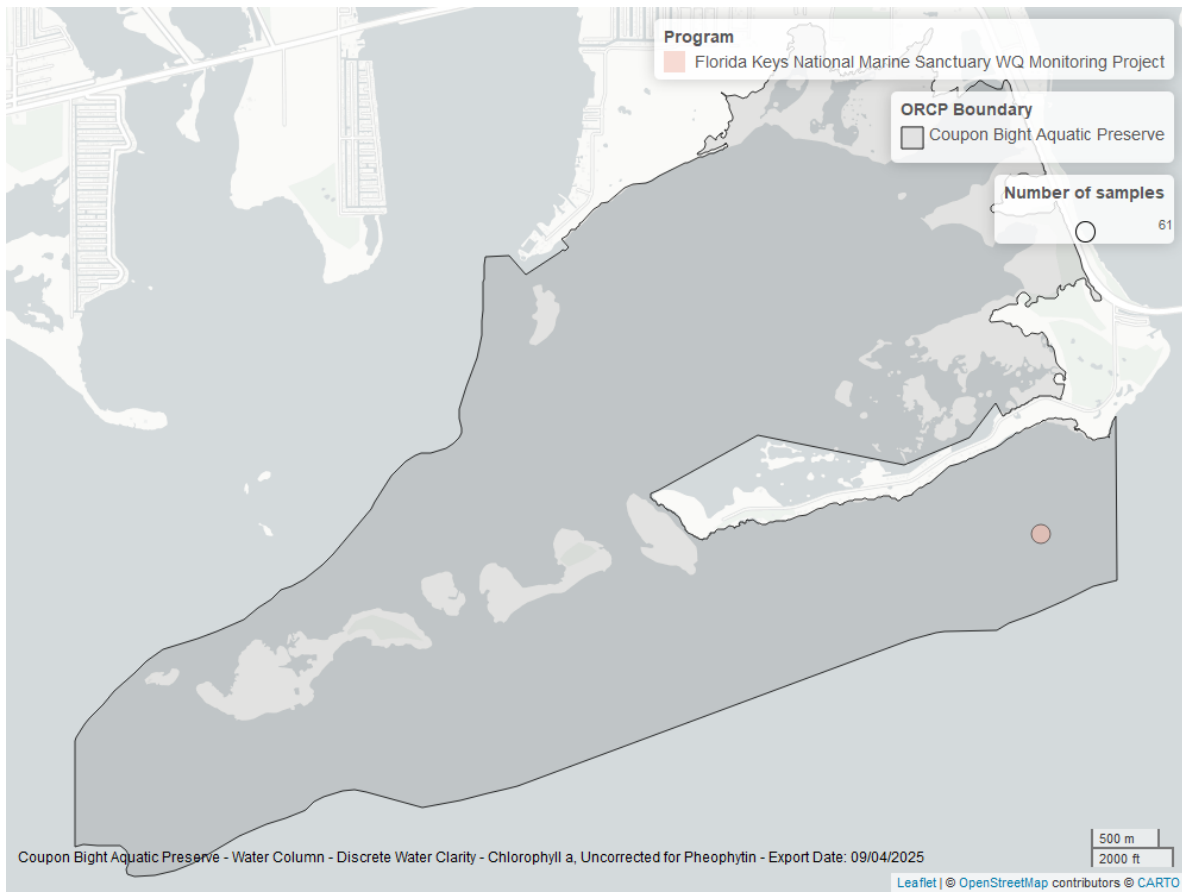 Program
Florida Keys National Marine Sanctuary WQ Monitoring Project
ORCP Boundary
Coupon Bight Aquatic Preserve
Number of samples
61
500 m
2000 ft
Coupon Bight Aquatic Preserve - Water Column - Discrete Water Clarity - Chlorophyll a, Uncorrected for Pheophytin - Export Date: 09/04/2025
Leaflet | © OpenStreetMap contributors © CARTO